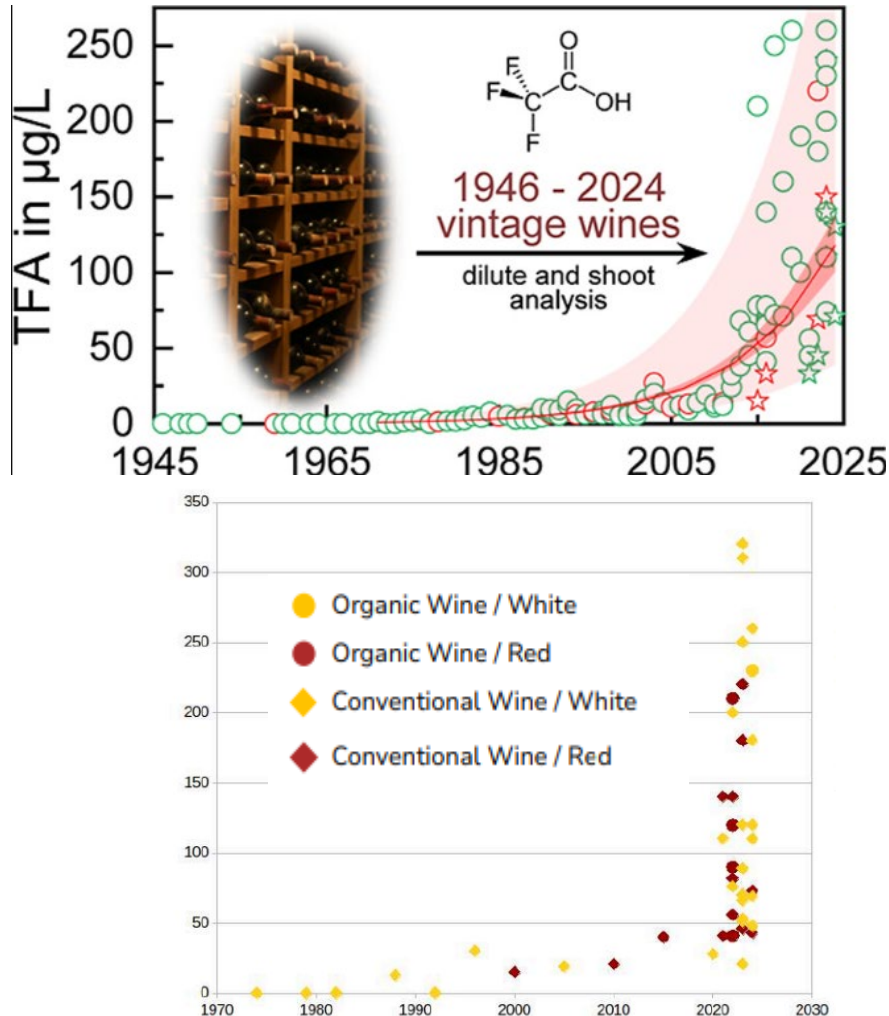 TFA in µg/L
250
200
150
100
50
0
O
F
F
C
C
OH
F
1946 - 2024
vintage wines
dilute and shoot
analysis
1945
1965
1985
2005
2025
350
300
250
200
150
100
50
0
Organic Wine / White
Organic Wine / Red
Conventional Wine / White
Conventional Wine / Red
1970
1980
1990
2000
2010
2020
2030